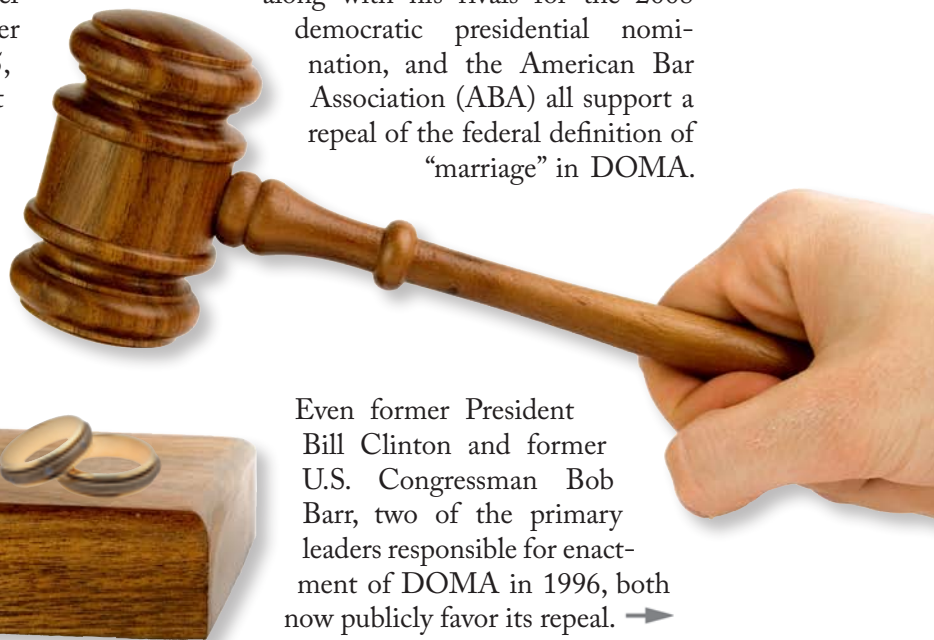 along with his rivals for the 2008
democratic presidential nomi-
nation, and the American Bar
Association (ABA) all support a
repeal of the federal definition of
“marriage” in DOMA.
Even former President
Bill Clinton and former
U.S. Congressman Bob
Barr, two of the primary
leaders responsible for enact-
ment of DOMA in 1996, both
now publicly favor its repeal.